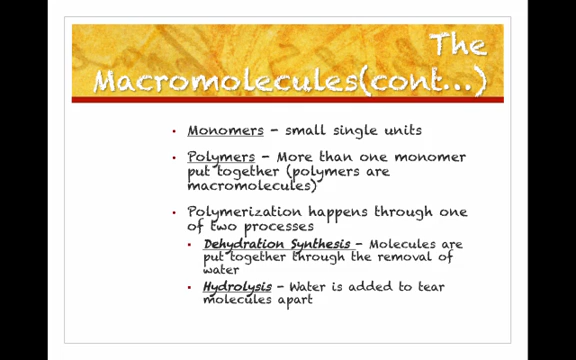 The
Macromolecules(cont...)
• Monomers - small single units
• Polymers - More than one monomer
put together (polymers are
macromolecules)
• Polymerization happens through one
of two processes
• Dehydration Synthesis - Molecules are
put together through the removal of
water
• Hydrolysis - Water is added to tear
molecules apart